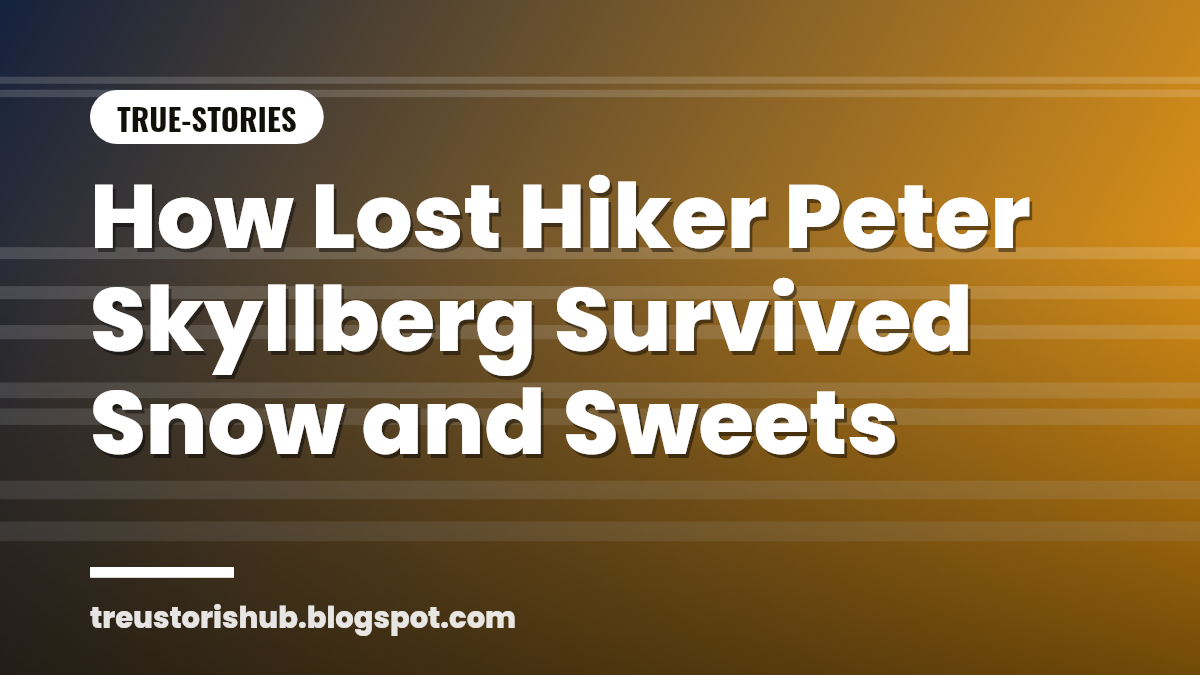 TRUE-STORIES
How Lost Hiker Peter
Skyllberg Survived
Snow and Sweets
treustorishub.blogspot.com